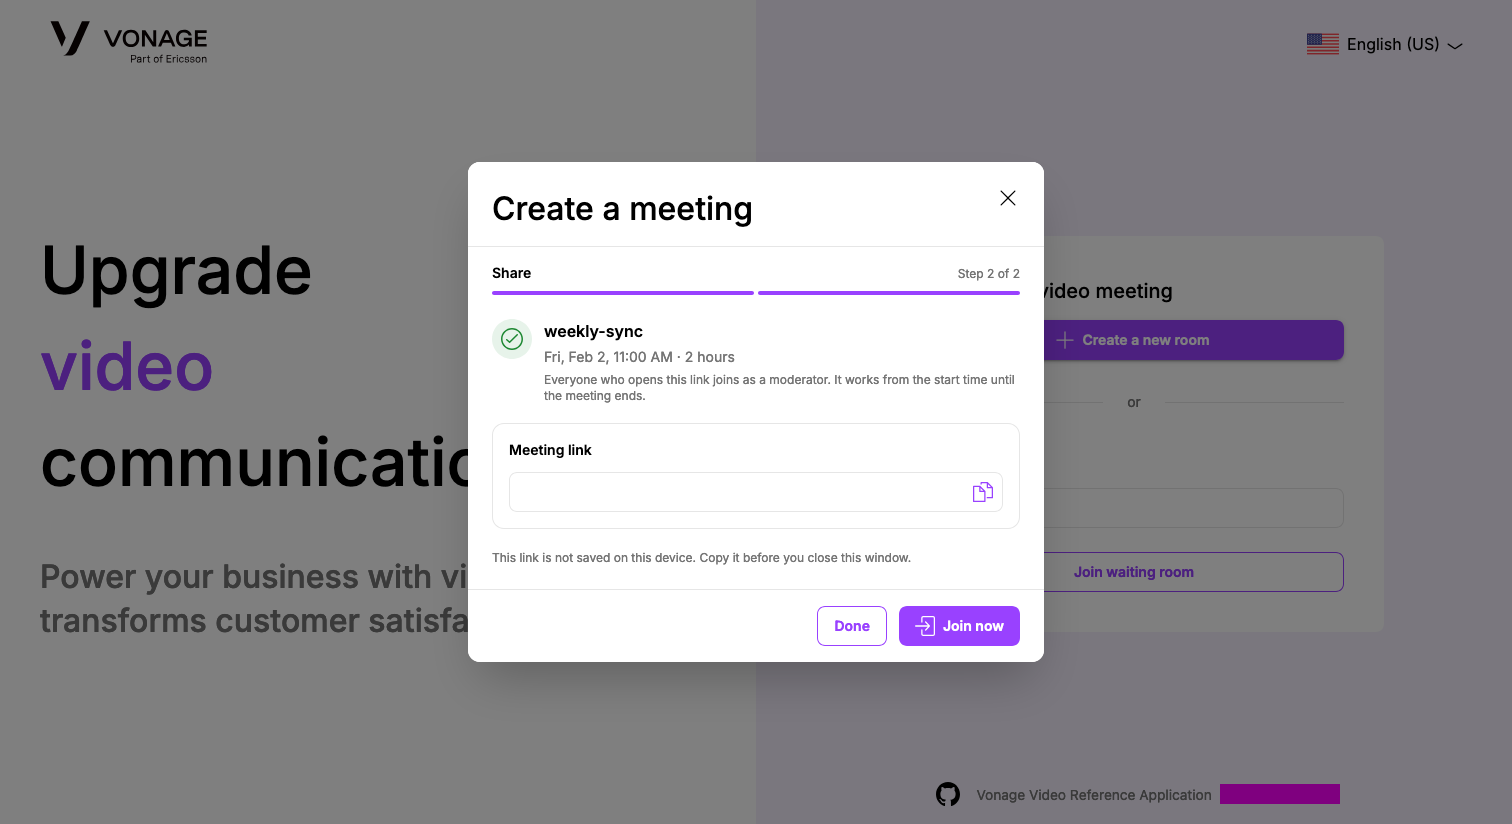 VONAGE
Part of Ericsson
English (US)
Upgrade
video
communicatio
Power your business with vi
transforms customer satisfa
Create a meeting
Share
Step 2 of 2
weekly-sync
Fri, Feb 2, 11:00 AM · 2 hours
Everyone who opens this link joins as a moderator. It works from the start time until
the meeting ends.
Meeting link
This link is not saved on this device. Copy it before you close this window.
Done
Join now
video meeting
Create a new room
or
Join waiting room
Vonage Video Reference Application